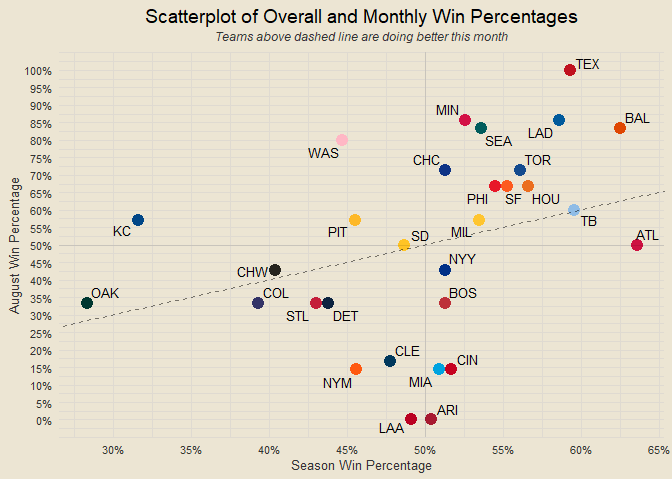 Scatterplot of Overall and Monthly Win Percentages
Teams above dashed line are doing better this month
August Win Percentage
100%
95%
90%
85%
80%
75%
70%
65%
60%
55%
50%
45%
40%
35%
30%
25%
20%
15%
10%
5%
0%
TEX
MIN
BAL
LAD
SEA
WAS
CHC
TOR
PHI
SF
HOU
KC
PIT
MIL
TB
SD
ATL
CHW
NYY
OAK
COL
BOS
STL
DET
CLE
CIN
NYM
MIA
ARI
LAA
30%
35%
40%
45%
50%
55%
60%
65%
Season Win Percentage